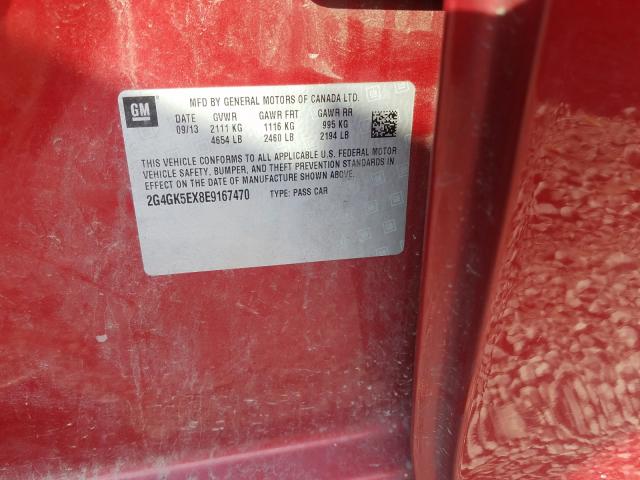 GM
MFD BY GENERAL MOTORS OF CANADA LTD.
DATE GVWR GAWR FRT GAWR RR
09/13 2111 KG 1116 KG 995 KG
4654 LB 2460 LB 2194 LB
THIS VEHICLE CONFORMS TO ALL APPLICABLE U.S. FEDERAL MOTOR
VEHICLE SAFETY, BUMPER, AND THEFT PREVENTION STANDARDS IN
EFFECT ON THE DATE OF MANUFACTURE SHOWN ABOVE.
2G4GK5EX8E9167470 TYPE: PASS CAR